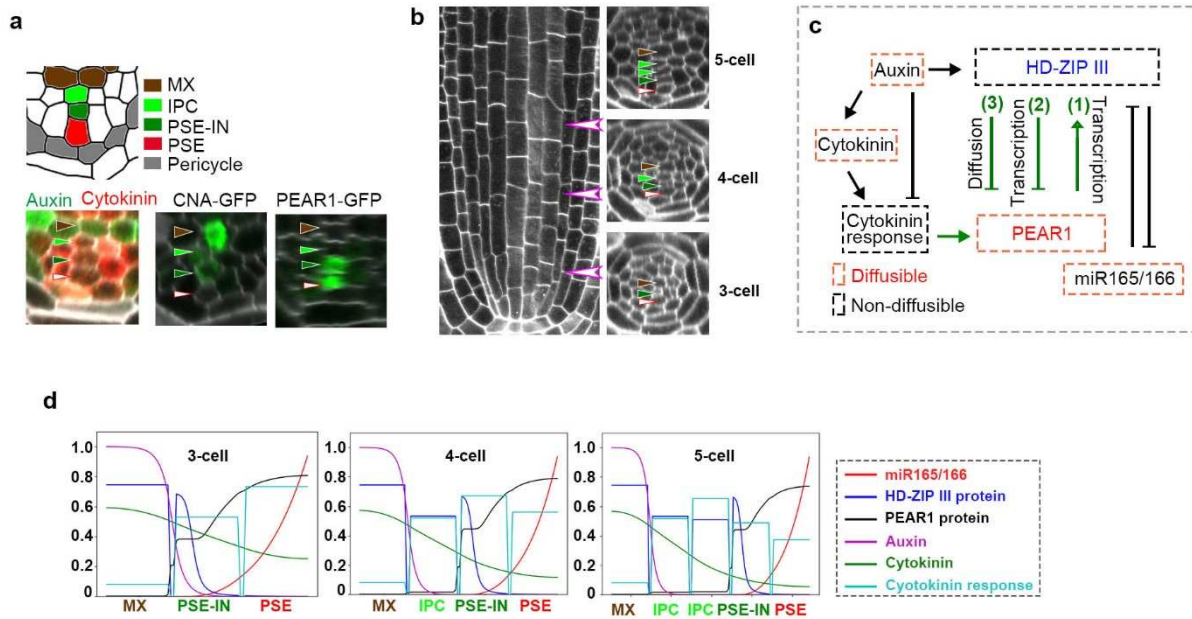 a
MX
IPC
PSE-IN
PSE
Pericycle
Auxin Cytokinin
CNA-GFP
PEAR1-GFP
b
5-cell
4-cell
3-cell
c
Auxin
HD-ZIP III
(3)
(2)
(1)
Diffusion
Transcription
Transcription
Cytokinin
Cytokinin
response
PEAR1
miR165/166
Diffusible
Non-diffusible
d
3-cell
1.0
0.8
0.6
0.4
0.2
0
MX PSE-IN PSE
4-cell
1.0
0.8
0.6
0.4
0.2
0
MX IPC PSE-IN PSE
5-cell
1.0
0.8
0.6
0.4
0.2
0
MX IPC IPC PSE-IN PSE
miR165/166
HD-ZIP III protein
PEAR1 protein
Auxin
Cytokinin
Cyotokinin response